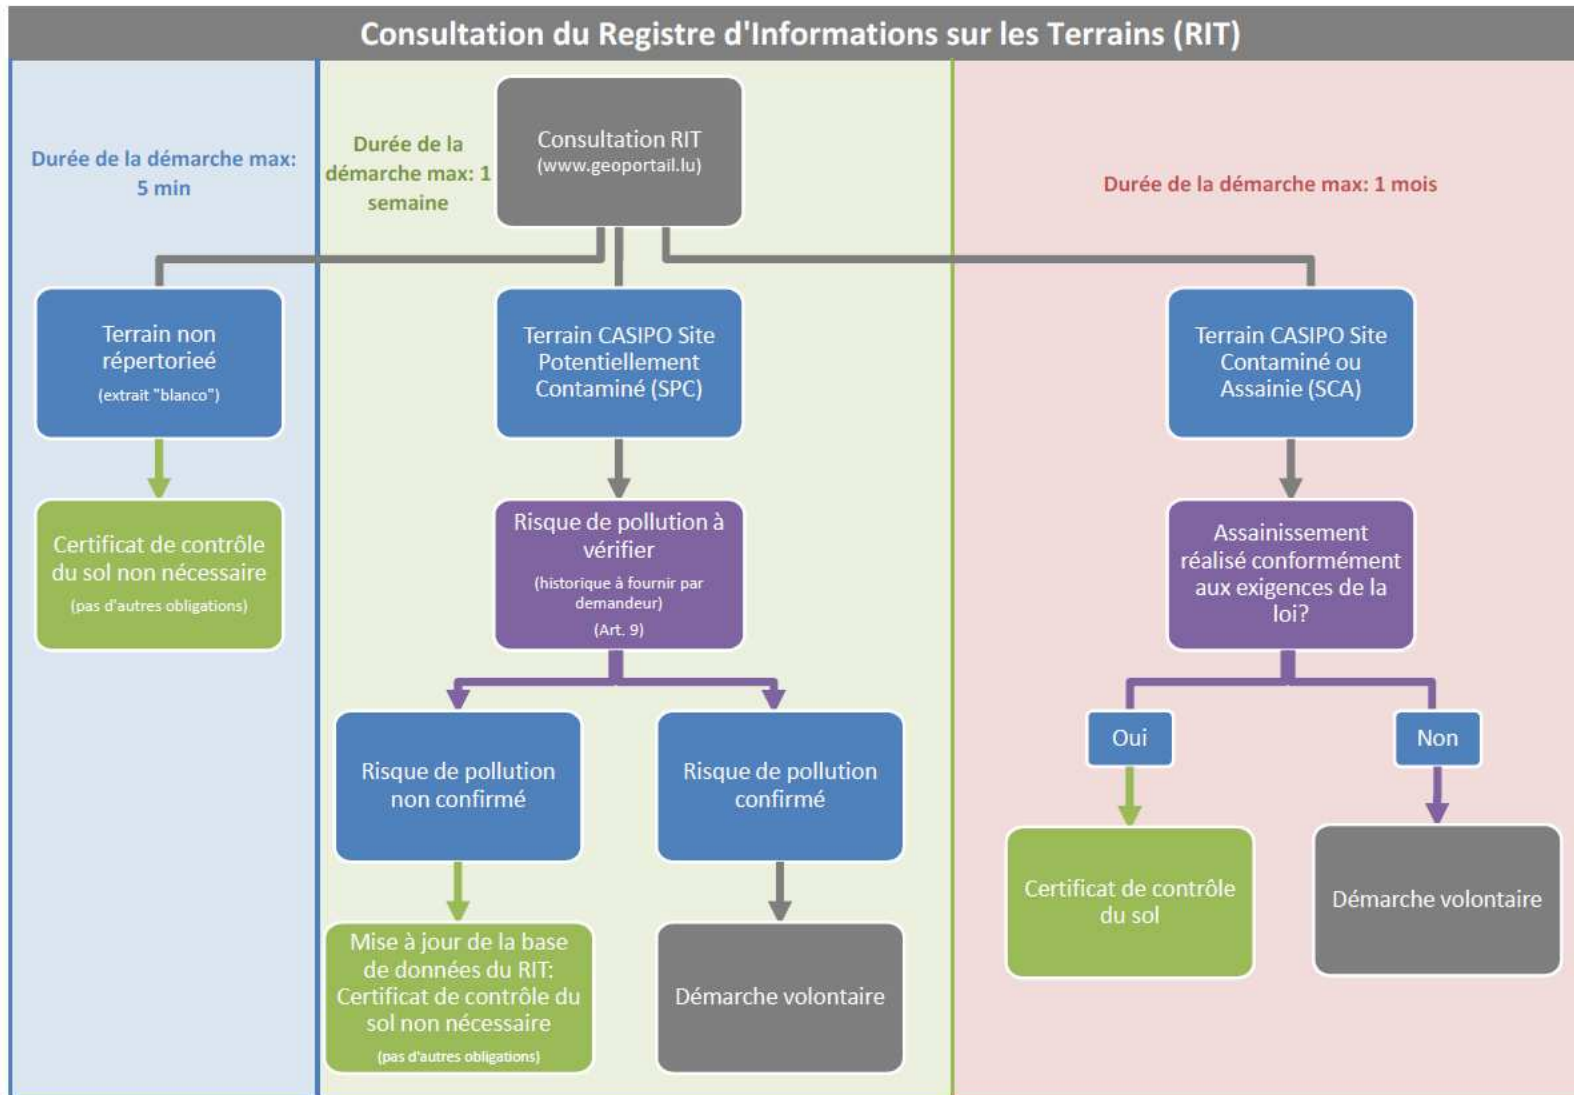 Consultation du Registre d'Informations sur les Terrains (RIT)
Durée de la démarche max:
5 min
Durée de la
démarche max: 1
semaine
Consultation RIT
(www.geoportail.lu)
Durée de la démarche max: 1 mois
Terrain non
répertorieé
(extrait "blanco")
Terrain CASIPO Site
Potentiellement
Contaminé (SPC)
Terrain CASIPO Site
Contaminé ou
Assainie (SCA)
Certificat de contrôle
du sol non nécessaire
(pas d'autres obligations)
Risque de pollution à
vérifier
(historique à fournir par
demandeur)
(Art. 9)
Assainissement
réalisé conformément
aux exigences de la
loi?
Risque de pollution
non confirmé
Risque de pollution
confirmé
Oui
Non
Mise à jour de la base
de données du RIT:
Certificat de contrôle du
sol non nécessaire
(pas d'autres obligations)
Démarche volontaire
Certificat de contrôle
du sol
Démarche volontaire